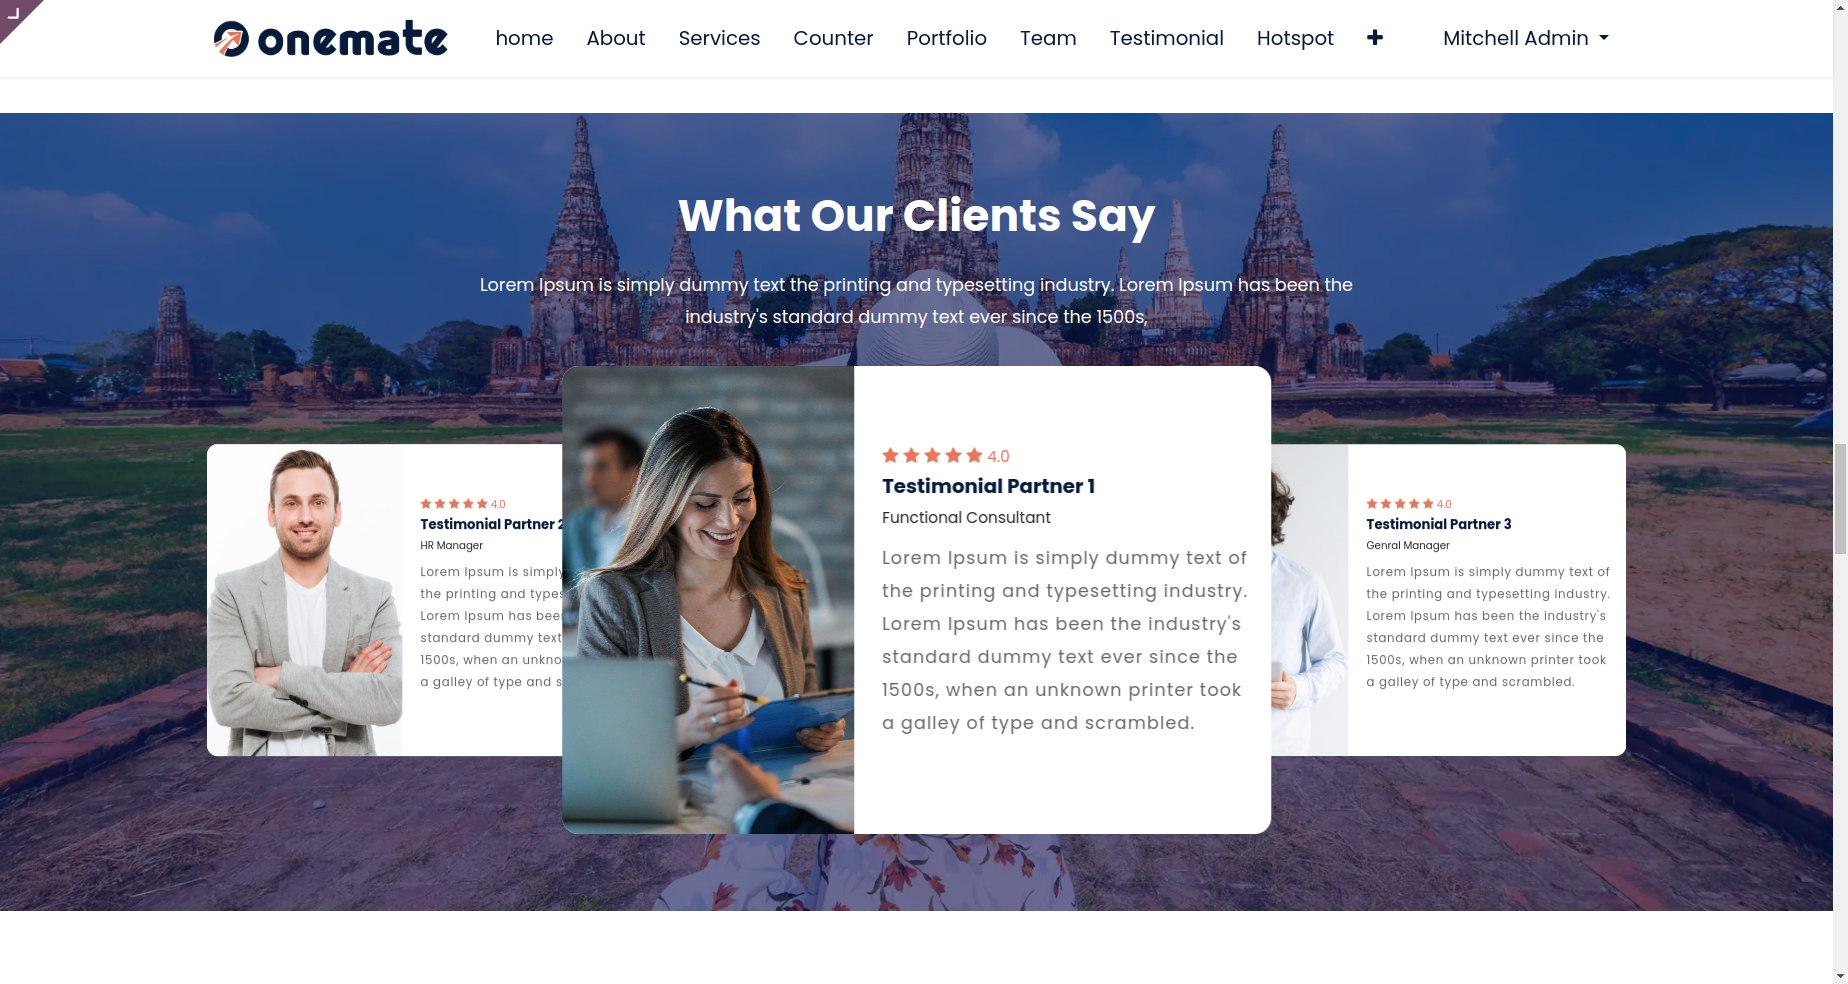 onemate
home About Services Counter Portfolio Team Testimonial Hotspot Mitchell Admin
What Our Clients Say
Lorem Ipsum is simply dummy text the printing and typesetting industry. Lorem Ipsum has been the
industry's standard dummy text ever since the 1500s,
4.0
Testimonial Partner 2
HR Manager
Lorem Ipsum is simply
the printing and types
Lorem Ipsum has been
standard dummy text
1500s, when an unkno
a galley of type and s
4.0
Testimonial Partner 1
Functional Consultant
Lorem Ipsum is simply dummy text of
the printing and typesetting industry.
Lorem Ipsum has been the industry's
standard dummy text ever since the
1500s, when an unknown printer took
a galley of type and scrambled.
4.0
Testimonial Partner 3
Genral Manager
Lorem Ipsum is simply dummy text of
the printing and typesetting industry.
Lorem Ipsum has been the industry's
standard dummy text ever since the
1500s, when an unknown printer took
a galley of type and scrambled.